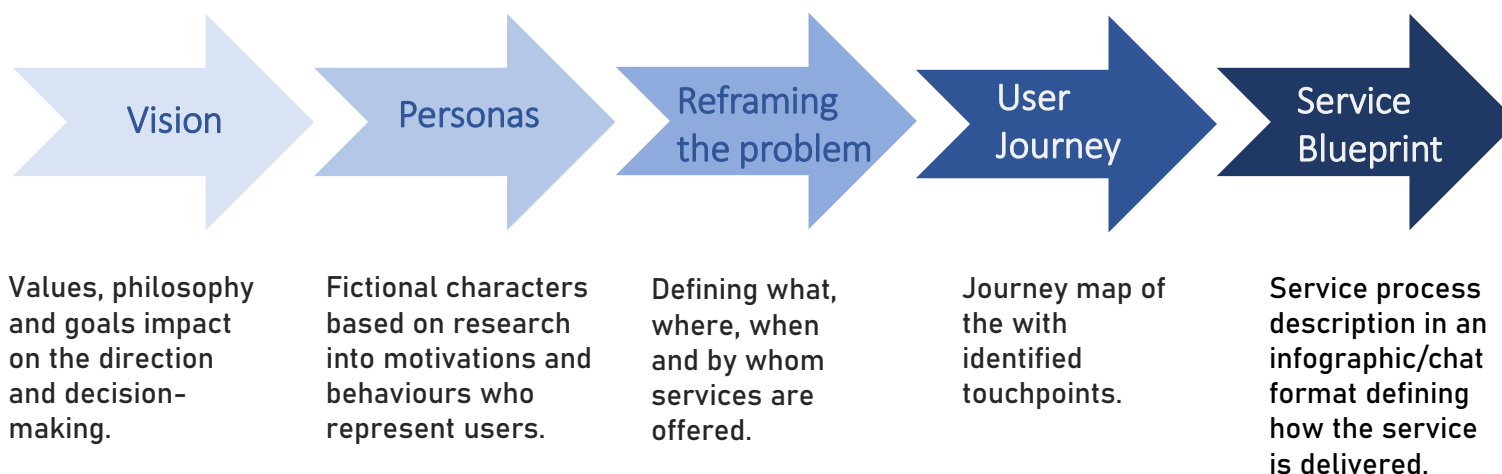 Vision
Personas
Reframing
the problem
User
Journey
Service
Blueprint
Values, philosophy
and goals impact
on the direction
and decision-
making.
Fictional characters
based on research
into motivations and
behaviours who
represent users.
Defining what,
where, when
and by whom
services are
offered.
Journey map of
the with
identified
touchpoints.
Service process
description in an
infographic/chat
format defining
how the service
is delivered.